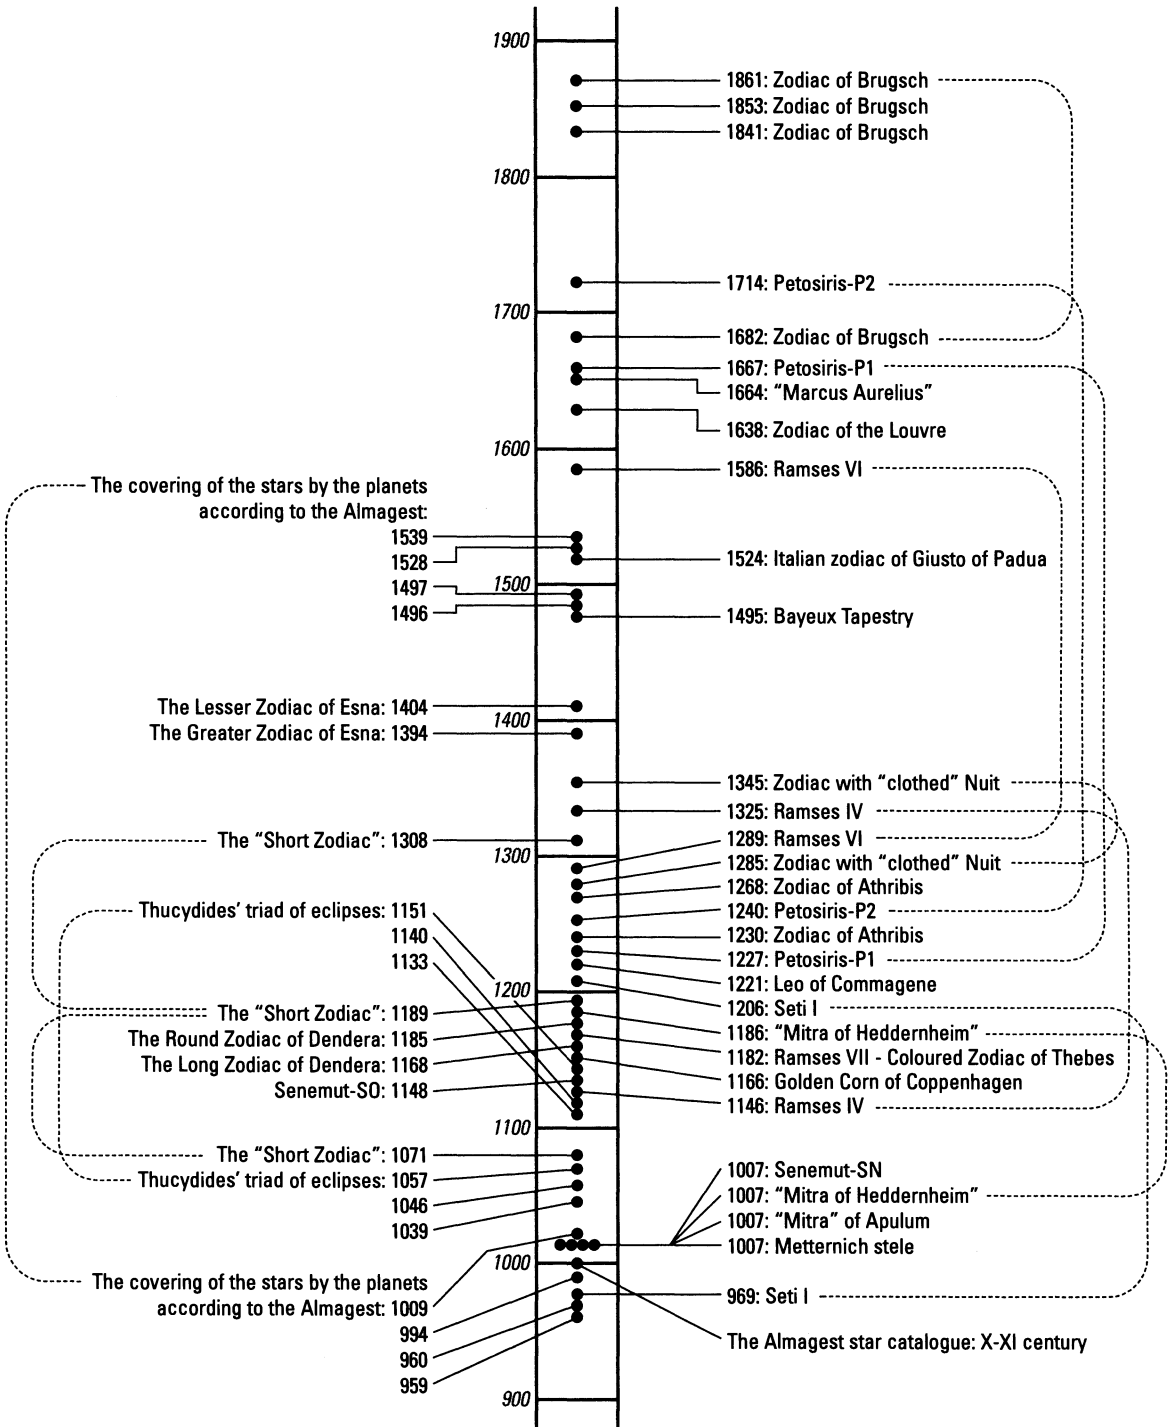 1900
1861: Zodiac of Brugsch
1853: Zodiac of Brugsch
1841: Zodiac of Brugsch
1800
1714: Petosiris-P2
1700
1682: Zodiac of Brugsch
1667: Petosiris-P1
1664: “Marcus Aurelius”
1638: Zodiac of the Louvre
1600
1586: Ramses VI
The covering of the stars by the planets
according to the Almagest:
1539
1528
1524: Italian zodiac of Giusto of Padua
1500
1497
1496
1495: Bayeux Tapestry
The Lesser Zodiac of Esna: 1404
1400
The Greater Zodiac of Esna: 1394
1345: Zodiac with “clothed” Nuit
1325: Ramses IV
The “Short Zodiac”: 1308
1289: Ramses VI
1300
1285: Zodiac with “clothed” Nuit
1268: Zodiac of Athribis
Thucydides’ triad of eclipses: 1151
1240: Petosiris-P2
1140
1230: Zodiac of Athribis
1133
1227: Petosiris-P1
1221: Leo of Commagene
1200
1206: Seti I
The “Short Zodiac”: 1189
1186: “Mitra of Heddernheim”
The Round Zodiac of Dendera: 1185
1182: Ramses VII - Coloured Zodiac of Thebes
The Long Zodiac of Dendera: 1168
1166: Golden Corn of Coppenhagen
Senemut-SO: 1148
1146: Ramses IV
1100
The “Short Zodiac”: 1071
1007: Senemut-SN
Thucydides’ triad of eclipses: 1057
1007: “Mitra of Heddernheim”
1046
1007: “Mitra” of Apulum
1039
1007: Metternich stele
1000
The covering of the stars by the planets
according to the Almagest: 1009
969: Seti I
994
The Almagest star catalogue: X-XI century
960
959
900